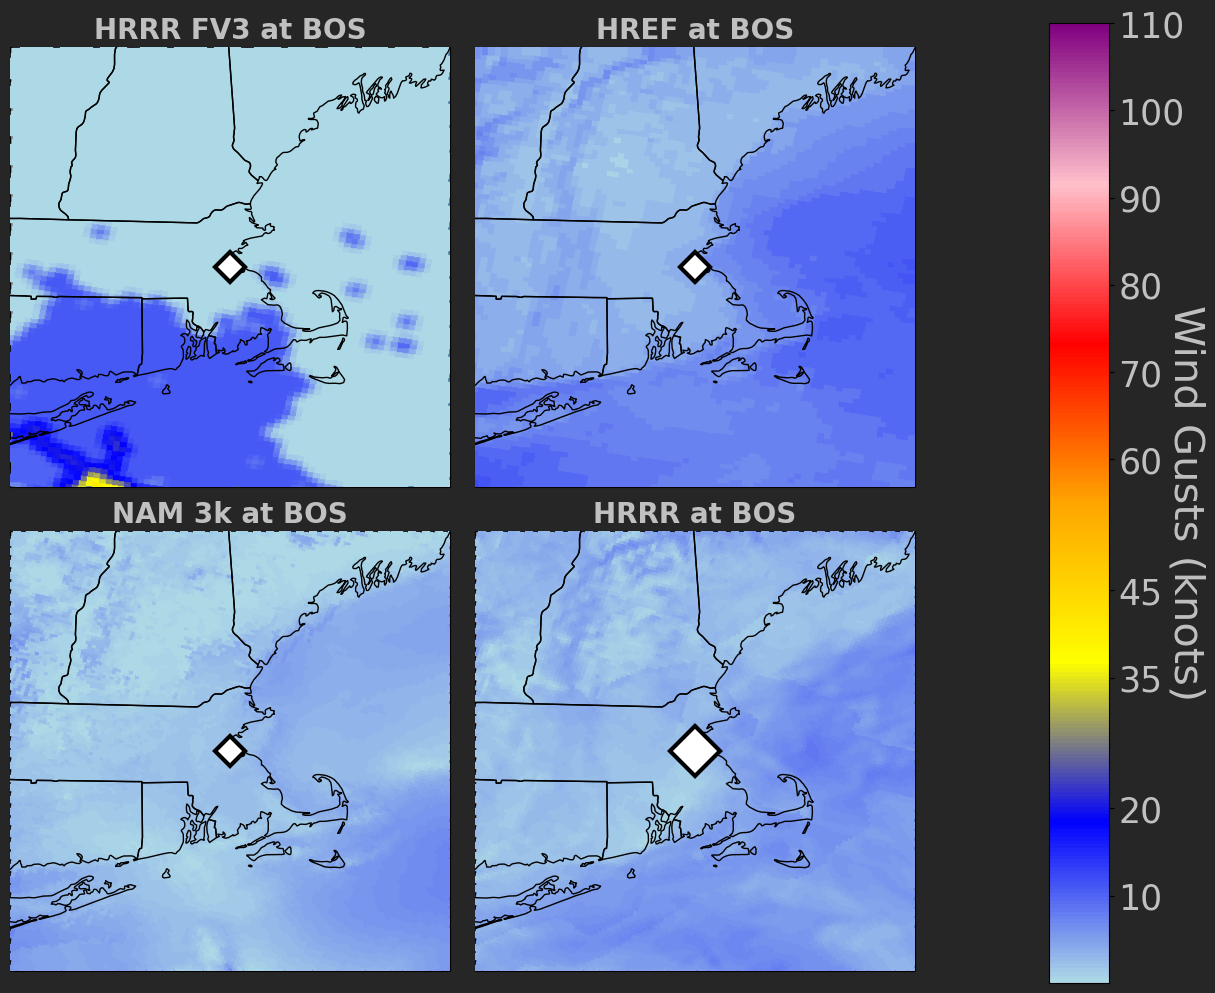 HRRR FV3 at BOS
HREF at BOS
NAM 3k at BOS
HRRR at BOS
110
100
90
80
70
60
45
35
20
10
Wind Gusts (knots)